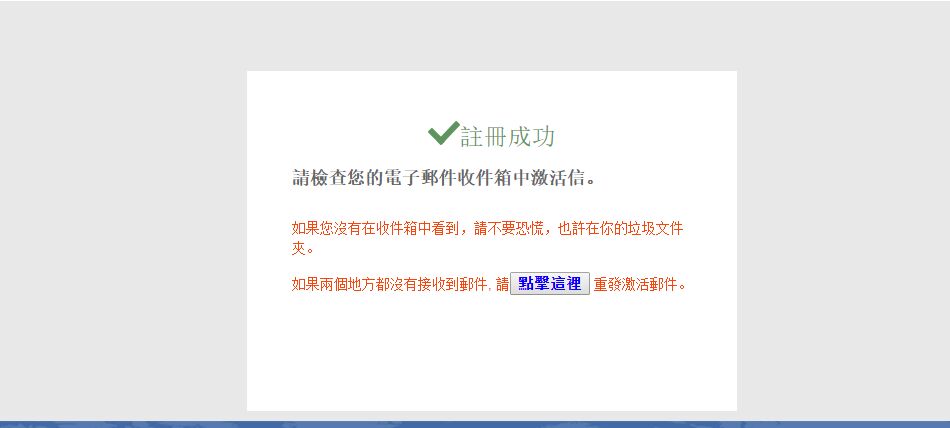 註冊成功
請檢查您的電子郵件收件箱中激活信。
如果您沒有在收件箱中看到，請不要恐慌，也許在你的垃圾文件
夾。
如果兩個地方都沒有接收到郵件, 請 點擊這裡 重發激活郵件。